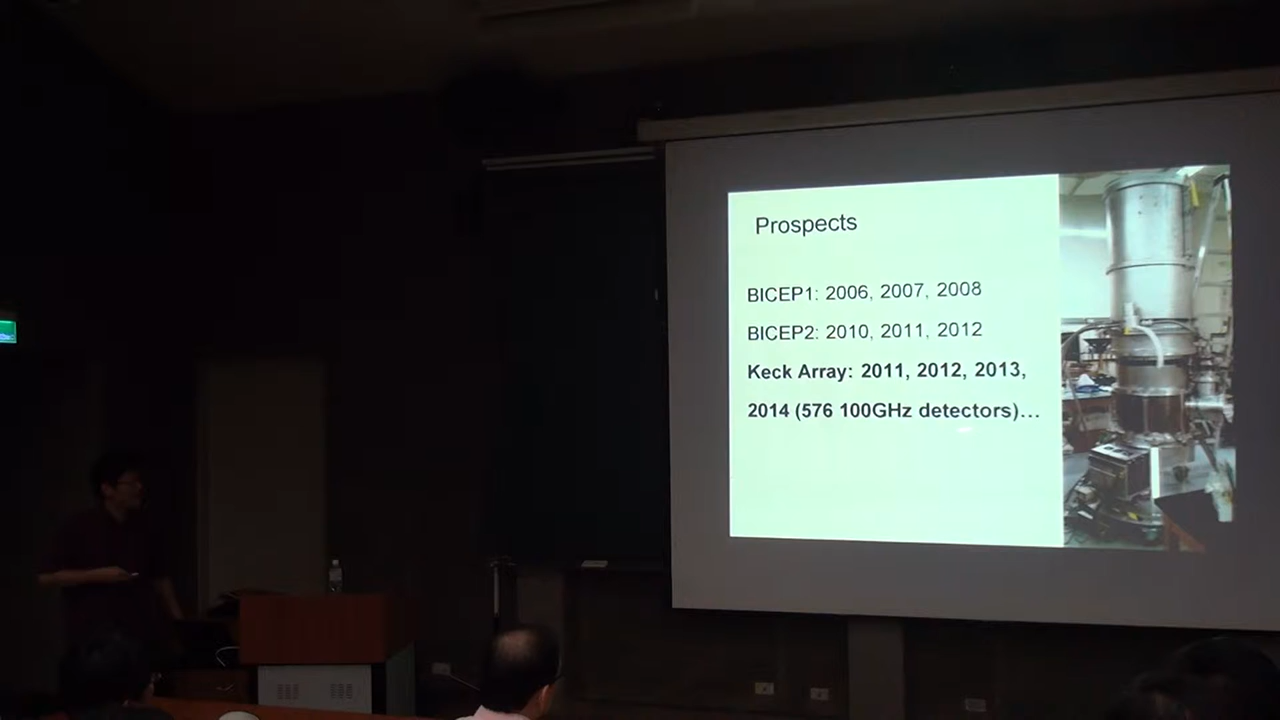 Prospects
BICEP1: 2006, 2007, 2008
BICEP2: 2010, 2011, 2012
Keck Array: 2011, 2012, 2013,
2014 (576 100GHz detectors)…